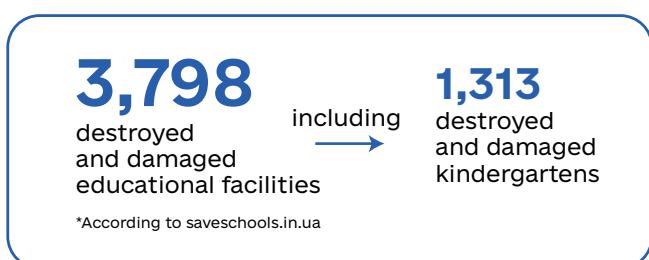 3,798
destroyed
and damaged
educational facilities
*According to saveschools.in.ua
including
1,313
destroyed
and damaged
kindergartens